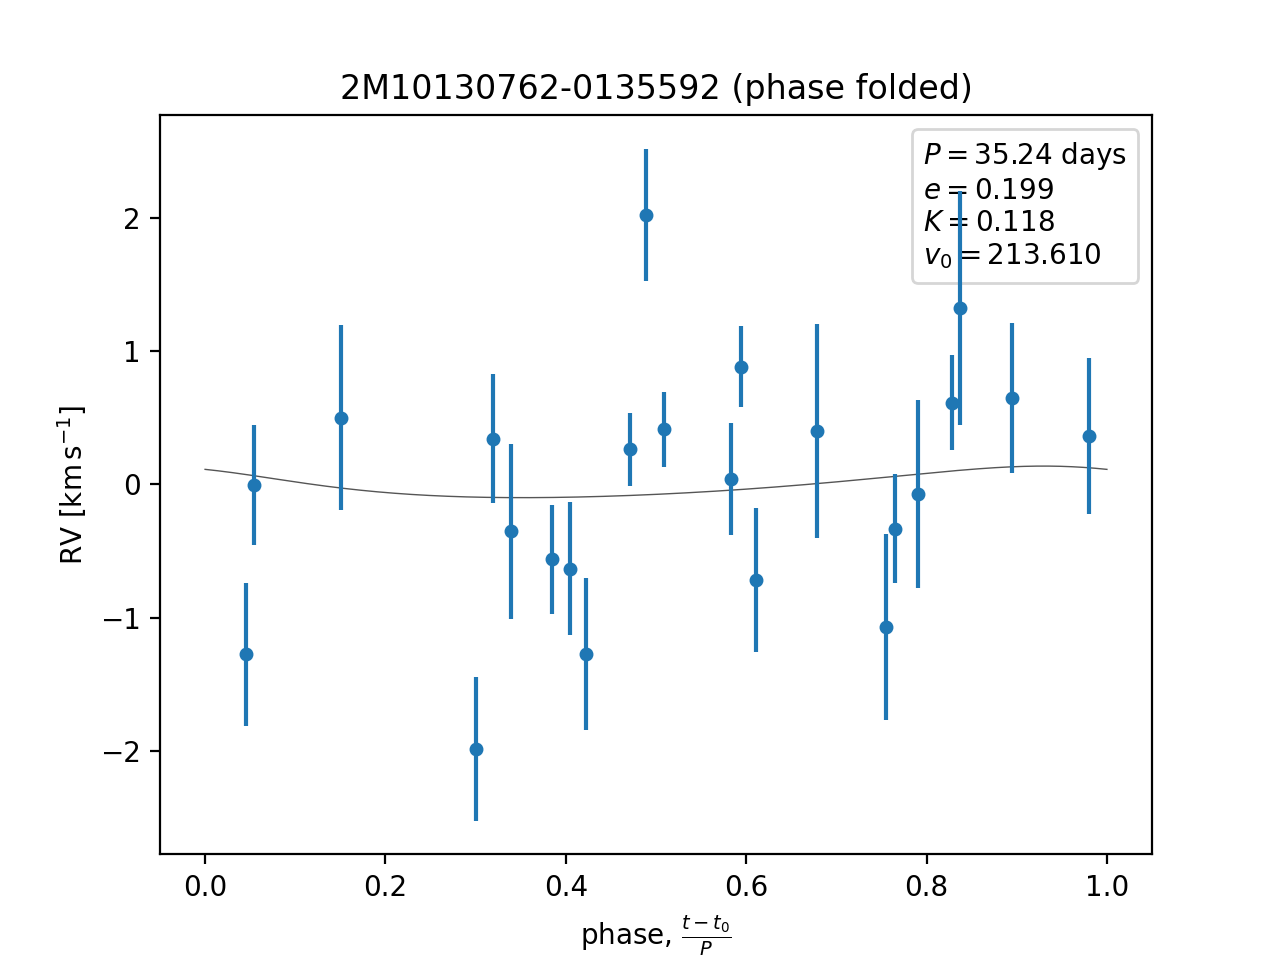 2M10130762-0135592 (phase folded)
P = 35.24 days
e = 0.199
K = 0.118
v₀ = 213.610
2
1
0
−1
−2
RV [km s⁻¹]
0.0 0.2 0.4 0.6 0.8 1.0
phase, (t − t₀)/P